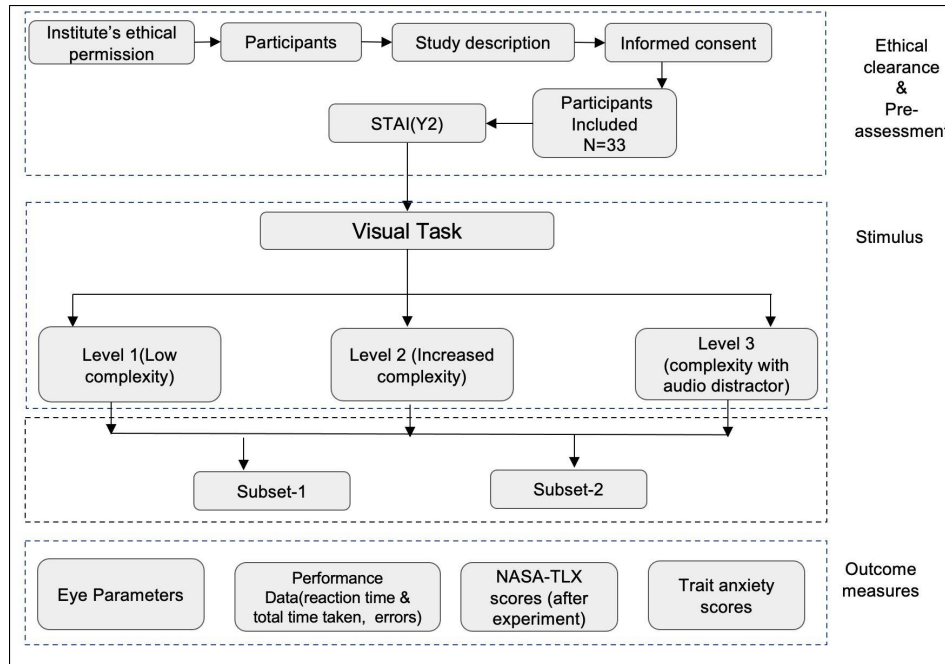 Institute's ethical
permission
Participants
Study description
Informed consent
Ethical
clearance
&
Pre-
assessment
Participants
Included
N=33
STAI(Y2)
Visual Task
Stimulus
Level 1(Low
complexity)
Level 2 (Increased
complexity)
Level 3
(complexity with
audio distractor)
Subset-1
Subset-2
Eye Parameters
Performance
Data(reaction time &
total time taken, errors)
NASA-TLX
scores (after
experiment)
Trait anxiety
scores
Outcome
measures